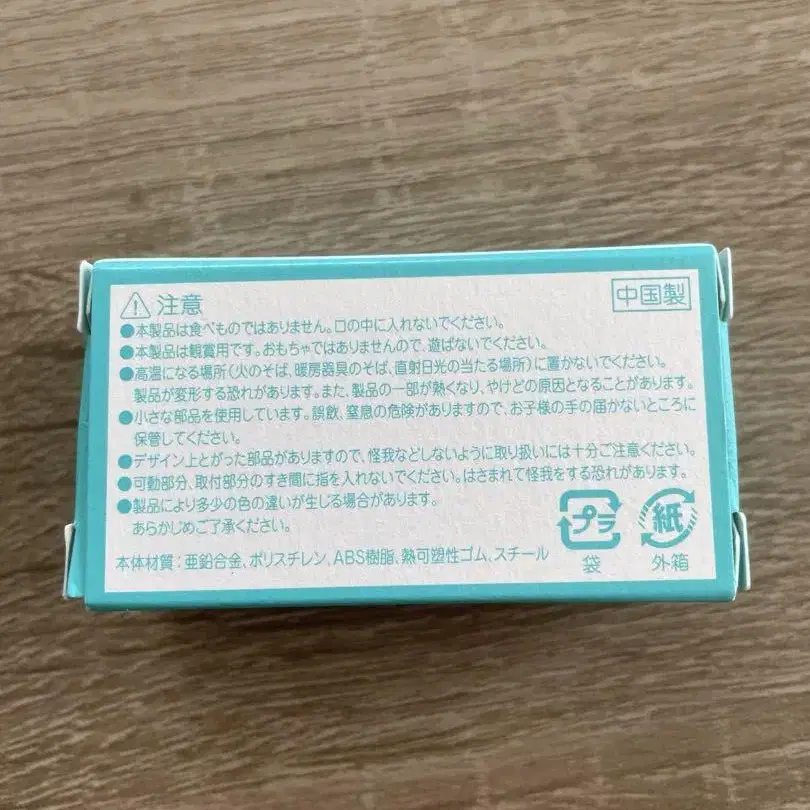 ⚠注意
中国製
●本製品は食べものではありません。口の中に入れないでください。
●本製品は観賞用です。おもちゃではありませんので、遊ばないでください。
●高温になる場所(火のそば、暖房器具のそば、直射日光の当たる場所)に置かないでください。
製品が変形する恐れがあります。また、製品の一部が熱くなり、やけどの原因となることがあります。
●小さな部品を使用しています。誤飲、窒息の危険がありますので、お子様の手の届かないところに
保管してください。
●デザイン上とがった部品がありますので、怪我などしないように取り扱いには十分ご注意ください。
●可動部分、取付部分のすき間に指を入れないでください。はさまれて怪我をする恐れがあります。
●製品により多少の色の違いが生じる場合があります。
あらかじめご了承ください。
プラ
袋
紙
外箱
本体材質:亜鉛合金、ポリスチレン、ABS樹脂、熱可塑性ゴム、スチール